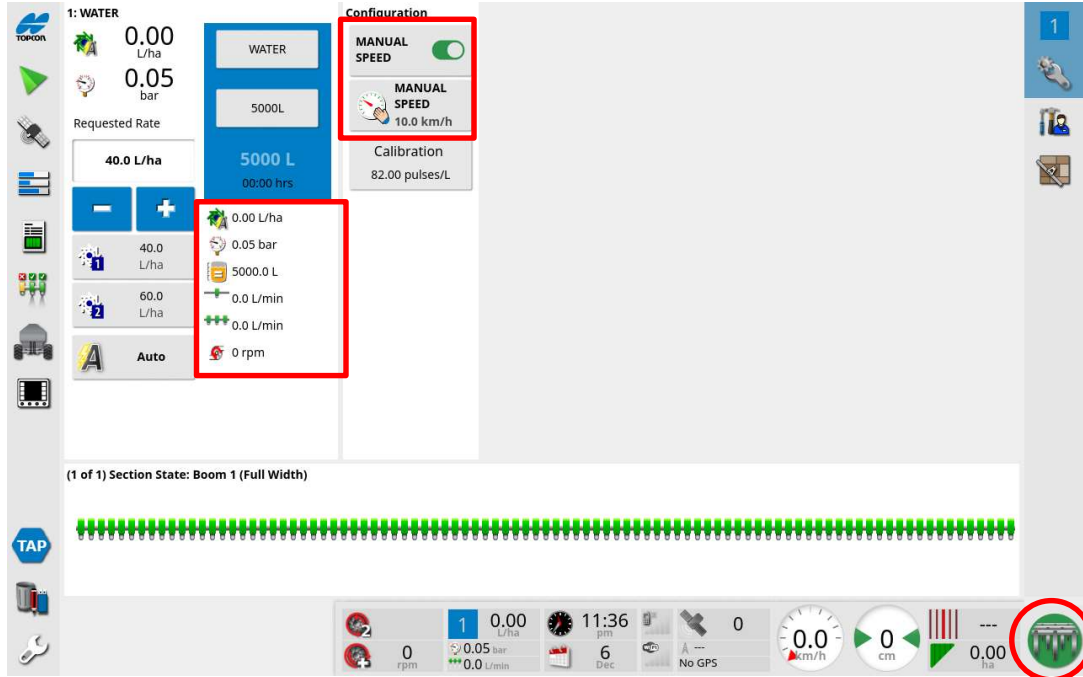 TOPCON
1: WATER
0.00
L/ha
0.05
bar
Requested Rate
40.0 L/ha
40.0
L/ha
1
60.0
L/ha
2
A
Auto
WATER
5000L
5000 L
00:00 hrs
0.00 L/ha
0.05 bar
5000.0 L
0.0 L/min
0.0 L/min
0 rpm
Configuration
MANUAL
SPEED
MANUAL
SPEED
10.0 km/h
Calibration
82.00 pulses/L
1
(1 of 1) Section State: Boom 1 (Full Width)
TAP
2
0
rpm
1
0.00
L/ha
0.05 bar
0.0 L/min
11:36
pm
6
Dec
0
---
No GPS
0.0
km/h
0
cm
---
0,00
ha